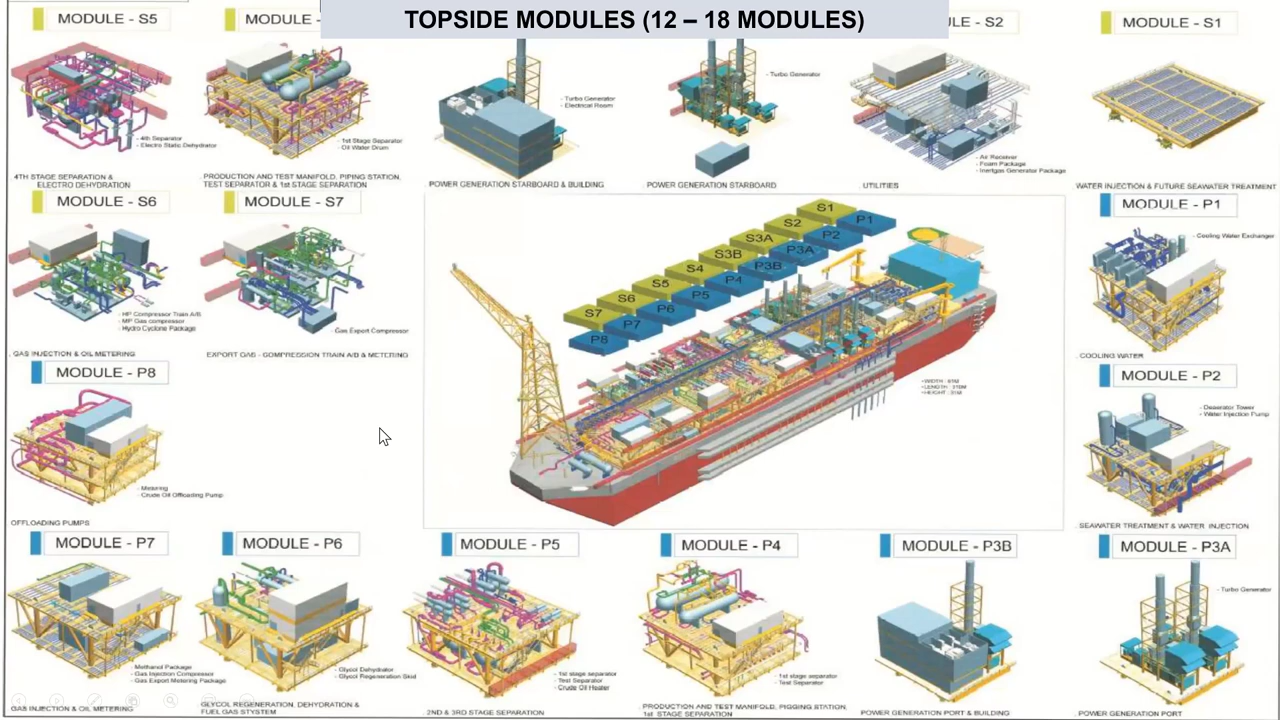 TOPSIDE MODULES (12 – 18 MODULES)
MODULE - S5
MODULE -
ULE - S2
MODULE - S1
- 4th Separator
- Electro Static Dehydrator
4TH STAGE SEPARATION &
ELECTRO DEHYDRATION
- 1st Stage Separator
- Oil Water Drum
PRODUCTION AND TEST MANIFOLD, PIPING STATION,
TEST SEPARATOR & 1st STAGE SEPARATION
- Turbo Generator
- Electrical Room
POWER GENERATION STARBOARD & BUILDING
- Turbo Generator
POWER GENERATION STARBOARD
- Air Receiver
- Foam Package
- Inertgas Generator Package
UTILITIES
WATER INJECTION & FUTURE SEAWATER TREATMENT
MODULE - S6
- HP Compressor Train A/B
- MP Gas compressor
- Hydro Cyclone Package
GAS INJECTION & OIL METERING
MODULE - S7
- Gas Export Compressor
EXPORT GAS - COMPRESSION TRAIN A/B & METERING
S1
P1
S2
P2
S3A
P3A
S3B
P3B
S4
P4
S5
P5
S6
P6
S7
P7
P8
WIDTH :
LENGTH :
HEIGHT :
MODULE - P1
- Cooling Water Exchanger
COOLING WATER
MODULE - P8
- Metering
- Crude Oil Offloading Pump
OFFLOADING PUMPS
MODULE - P2
- Deaerator Tower
- Water Injection Pump
SEAWATER TREATMENT & WATER INJECTION
MODULE - P7
- Methanol Package
- Gas Injection Compressor
- Gas Export Metering Package
GAS INJECTION & OIL METERING
MODULE - P6
- Glycol Dehydrator
- Glycol Regeneration Skid
GLYCOL REGENERATION, DEHYDRATION &
FUEL GAS STYSTEM
MODULE - P5
- 1st stage separator
- Test Separator
- Crude Oil Heater
2ND & 3RD STAGE SEPARATION
MODULE - P4
- 1st stage separator
- Test Separator
PRODUCTION AND TEST MANIFOLD, PIGGING STATION,
1st STAGE SEPARATION
MODULE - P3B
POWER GENERATION PORT & BUILDING
MODULE - P3A
- Turbo Generator
POWER GENERATION PORT